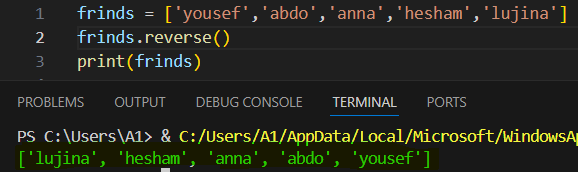 1 frinds = ['yousef','abdo','anna','hesham','lujina']
2 frinds.reverse()
3 print(frinds)
PROBLEMS OUTPUT DEBUG CONSOLE TERMINAL PORTS
PS C:\Users\A1> & C:/Users/A1/AppData/Local/Microsoft/WindowsAp
['lujina', 'hesham', 'anna', 'abdo', 'yousef']